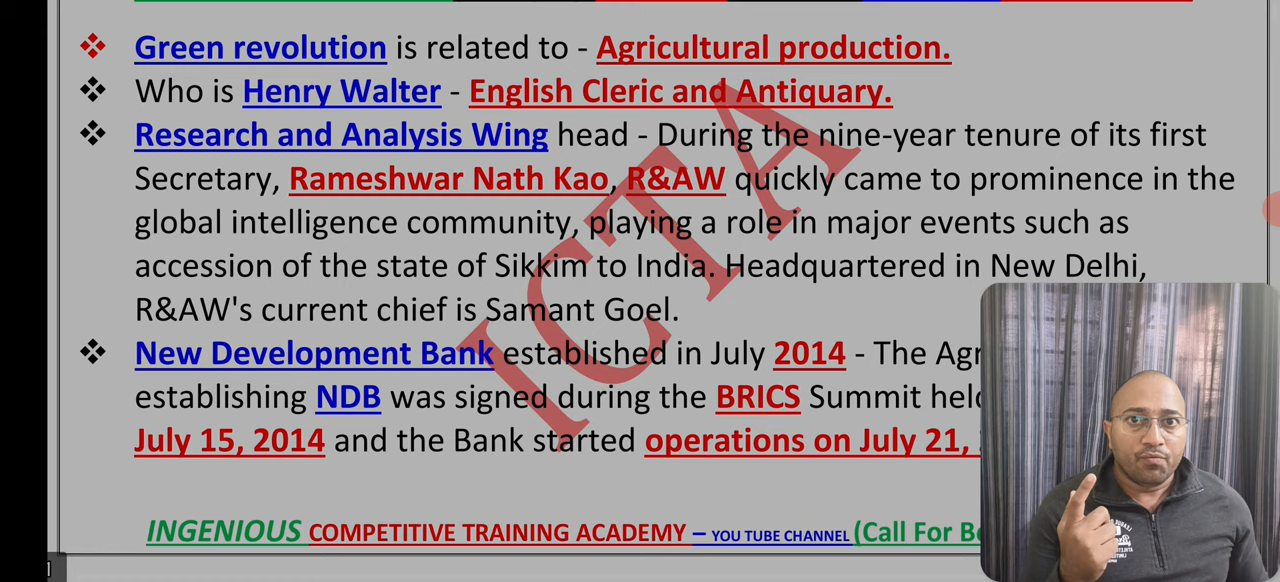 ❖ Green revolution is related to - Agricultural production.
❖ Who is Henry Walter - English Cleric and Antiquary.
❖ Research and Analysis Wing head - During the nine-year tenure of its first
Secretary, Rameshwar Nath Kao, R&AW quickly came to prominence in the
global intelligence community, playing a role in major events such as
accession of the state of Sikkim to India. Headquartered in New Delhi,
R&AW's current chief is Samant Goel.
❖ New Development Bank established in July 2014 - The
establishing NDB was signed during the BRICS Summit
July 15, 2014 and the Bank started operations on July 21,
INGENIOUS COMPETITIVE TRAINING ACADEMY – YOU TUBE CHANNEL (Call For
ICTA